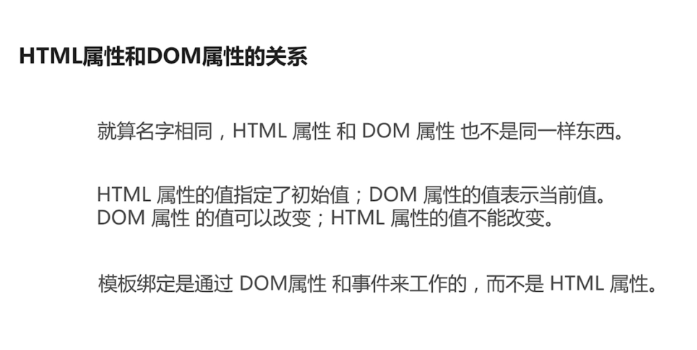 HTML属性和DOM属性的关系
就算名字相同，HTML 属性 和 DOM 属性 也不是同一样东西。
HTML 属性的值指定了初始值；DOM 属性的值表示当前值。
DOM 属性 的值可以改变；HTML 属性的值不能改变。
模板绑定是通过 DOM属性 和事件来工作的，而不是 HTML 属性。